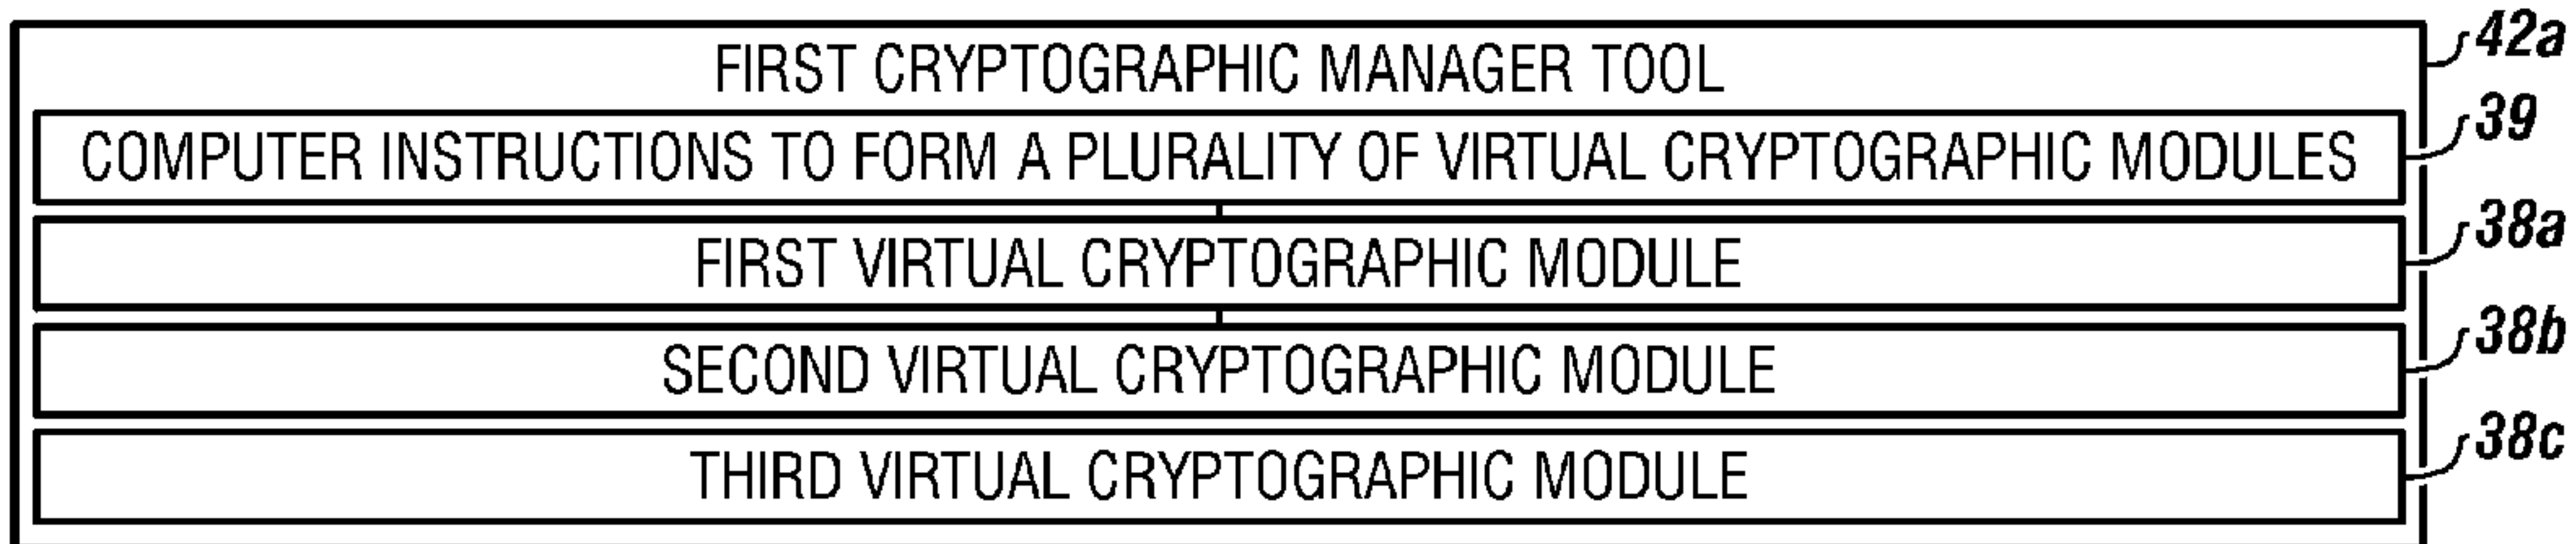 FIRST CRYPTOGRAPHIC MANAGER TOOL 42a
COMPUTER INSTRUCTIONS TO FORM A PLURALITY OF VIRTUAL CRYPTOGRAPHIC MODULES 39
FIRST VIRTUAL CRYPTOGRAPHIC MODULE 38a
SECOND VIRTUAL CRYPTOGRAPHIC MODULE 38b
THIRD VIRTUAL CRYPTOGRAPHIC MODULE 38c